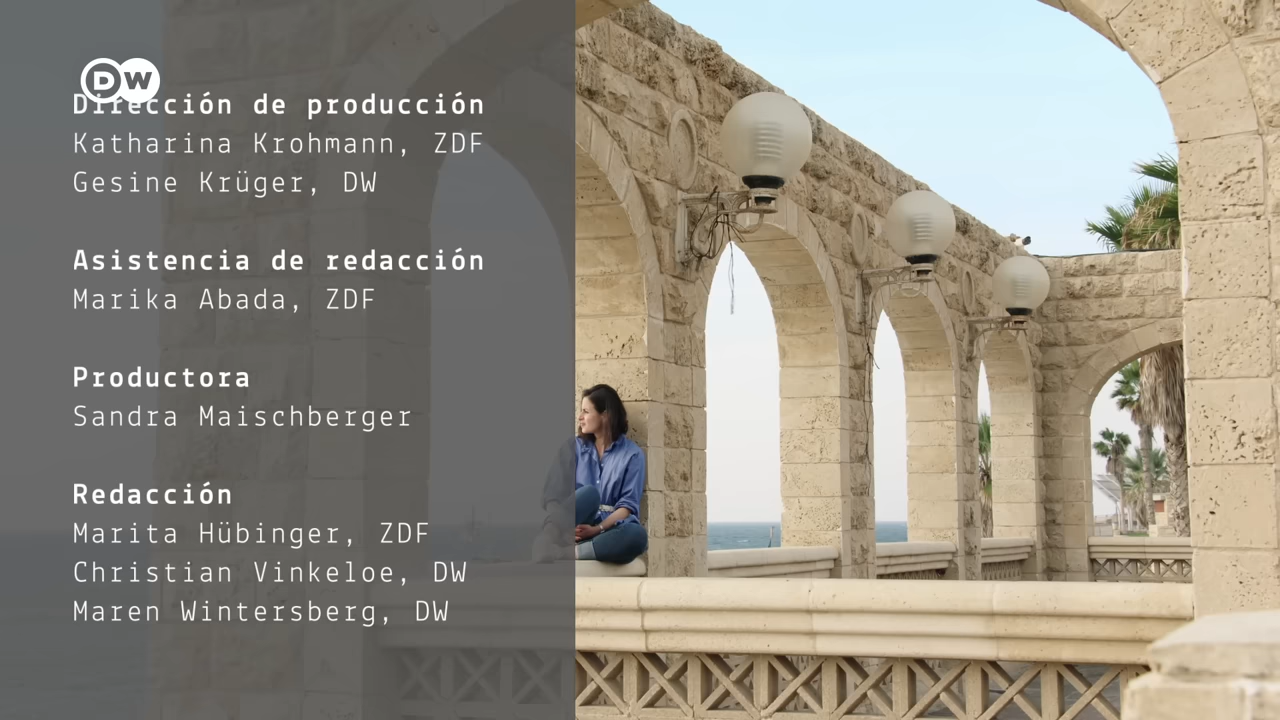 DW
Dirección de producción
Katharina Krohmann, ZDF
Gesine Krüger, DW
Asistencia de redacción
Marika Abada, ZDF
Productora
Sandra Maischberger
Redacción
Marita Hübinger, ZDF
Christian Vinkeloe, DW
Maren Wintersberg, DW